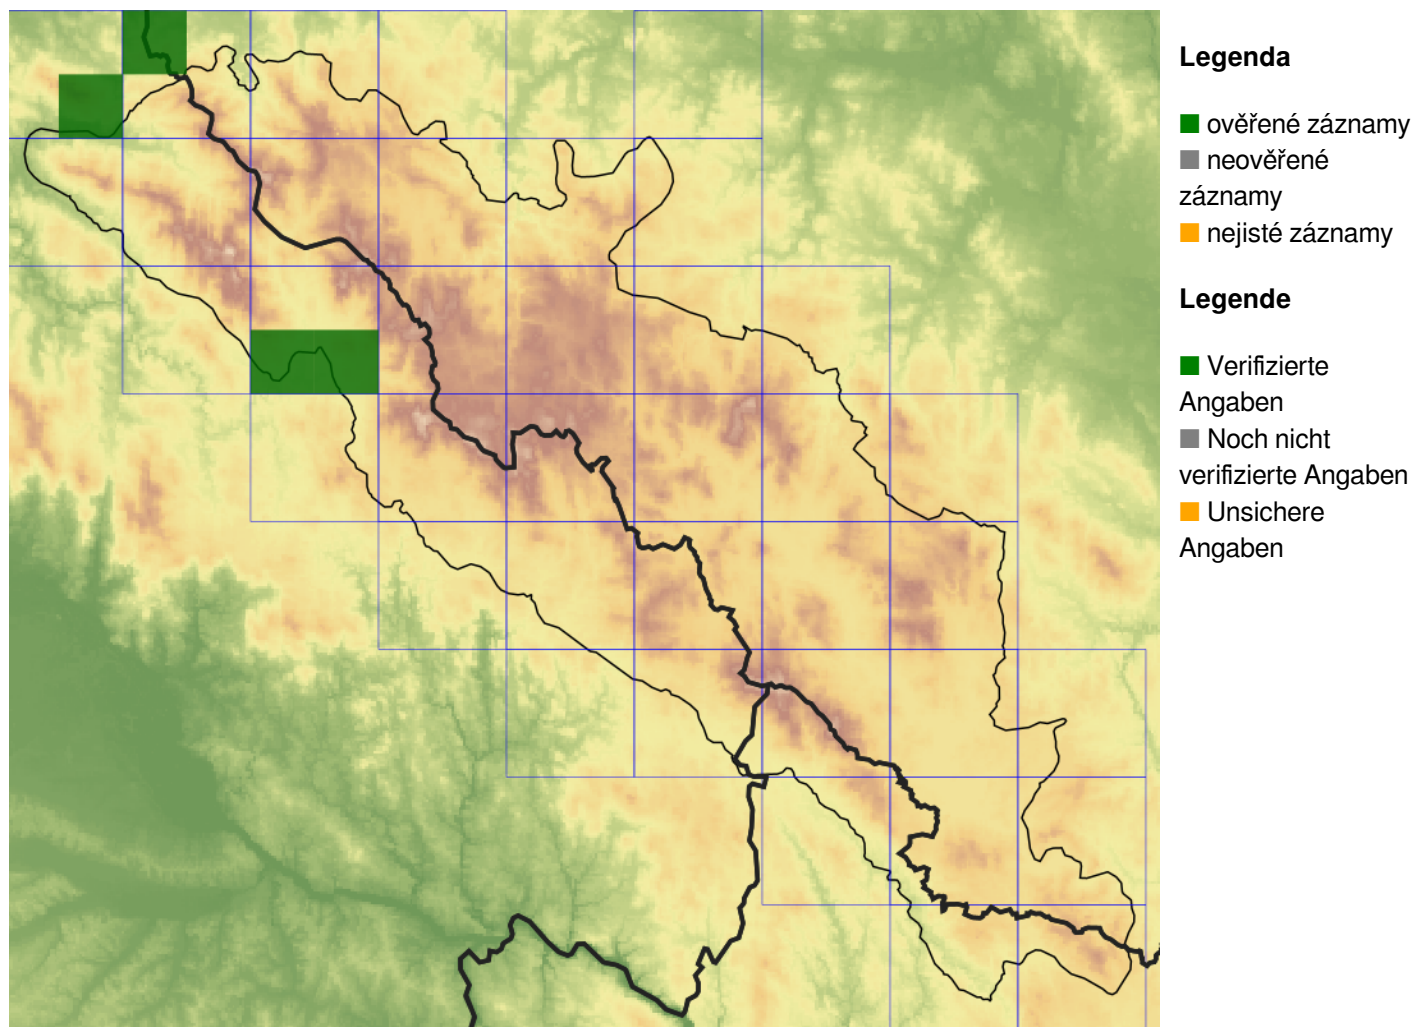 Legenda
ověřené záznamy
neověřené
záznamy
nejisté záznamy
Legende
Verifizierte
Angaben
Noch nicht
verifizierte Angaben
Unsichere
Angaben